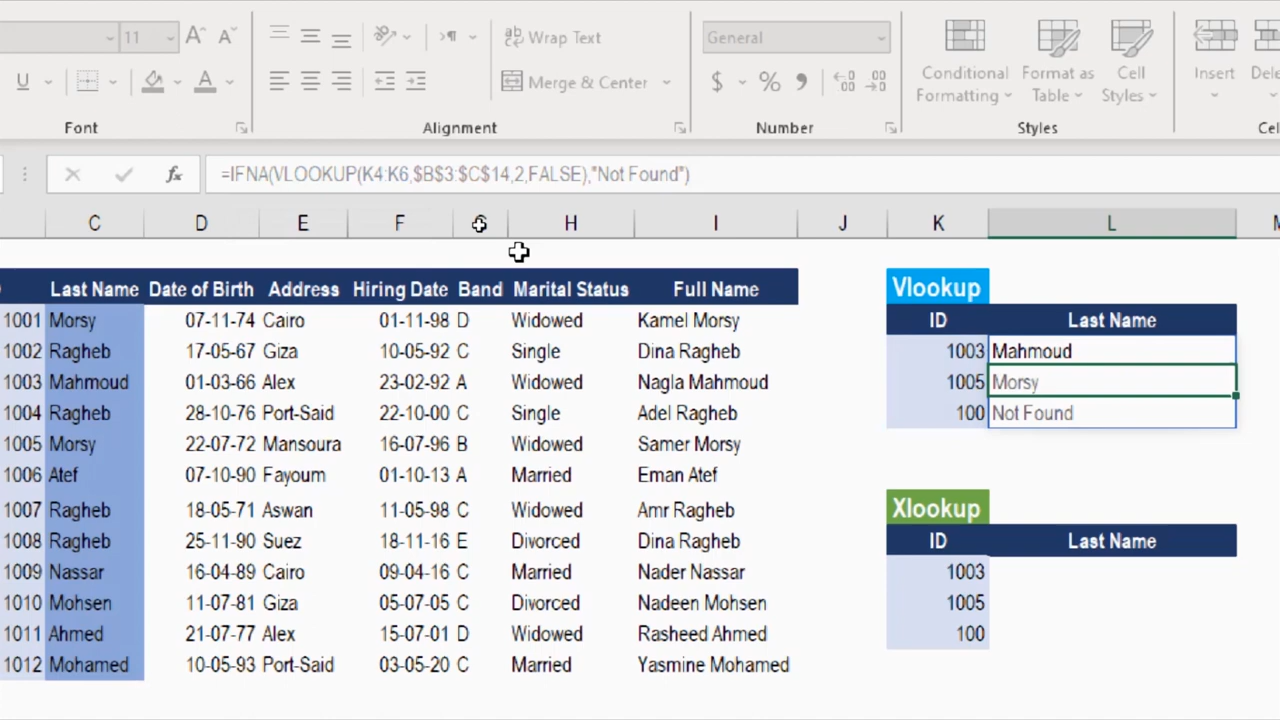 11 A A ab Wrap Text General
U A Merge & Center $ % , Conditional Formatting Format as Table Cell Styles Insert
Font Alignment Number Styles
fx =IFNA(VLOOKUP(K4:K6,$B$3:$C$14,2,FALSE),"Not Found")
C D E F G H I J K L
Last Name Date of Birth Address Hiring Date Band Marital Status Full Name Vlookup
1001 Morsy 07-11-74 Cairo 01-11-98 D Widowed Kamel Morsy ID Last Name
1002 Ragheb 17-05-67 Giza 10-05-92 C Single Dina Ragheb 1003 Mahmoud
1003 Mahmoud 01-03-66 Alex 23-02-92 A Widowed Nagla Mahmoud 1005 Morsy
1004 Ragheb 28-10-76 Port-Said 22-10-00 C Single Adel Ragheb 100 Not Found
1005 Morsy 22-07-72 Mansoura 16-07-96 B Widowed Samer Morsy
1006 Atef 07-10-90 Fayoum 01-10-13 A Married Eman Atef
1007 Ragheb 18-05-71 Aswan 11-05-98 C Widowed Amr Ragheb Xlookup
1008 Ragheb 25-11-90 Suez 18-11-16 E Divorced Dina Ragheb ID Last Name
1009 Nassar 16-04-89 Cairo 09-04-16 C Married Nader Nassar 1003
1010 Mohsen 11-07-81 Giza 05-07-05 C Divorced Nadeen Mohsen 1005
1011 Ahmed 21-07-77 Alex 15-07-01 D Widowed Rasheed Ahmed 100
1012 Mohamed 10-05-93 Port-Said 03-05-20 C Married Yasmine Mohamed